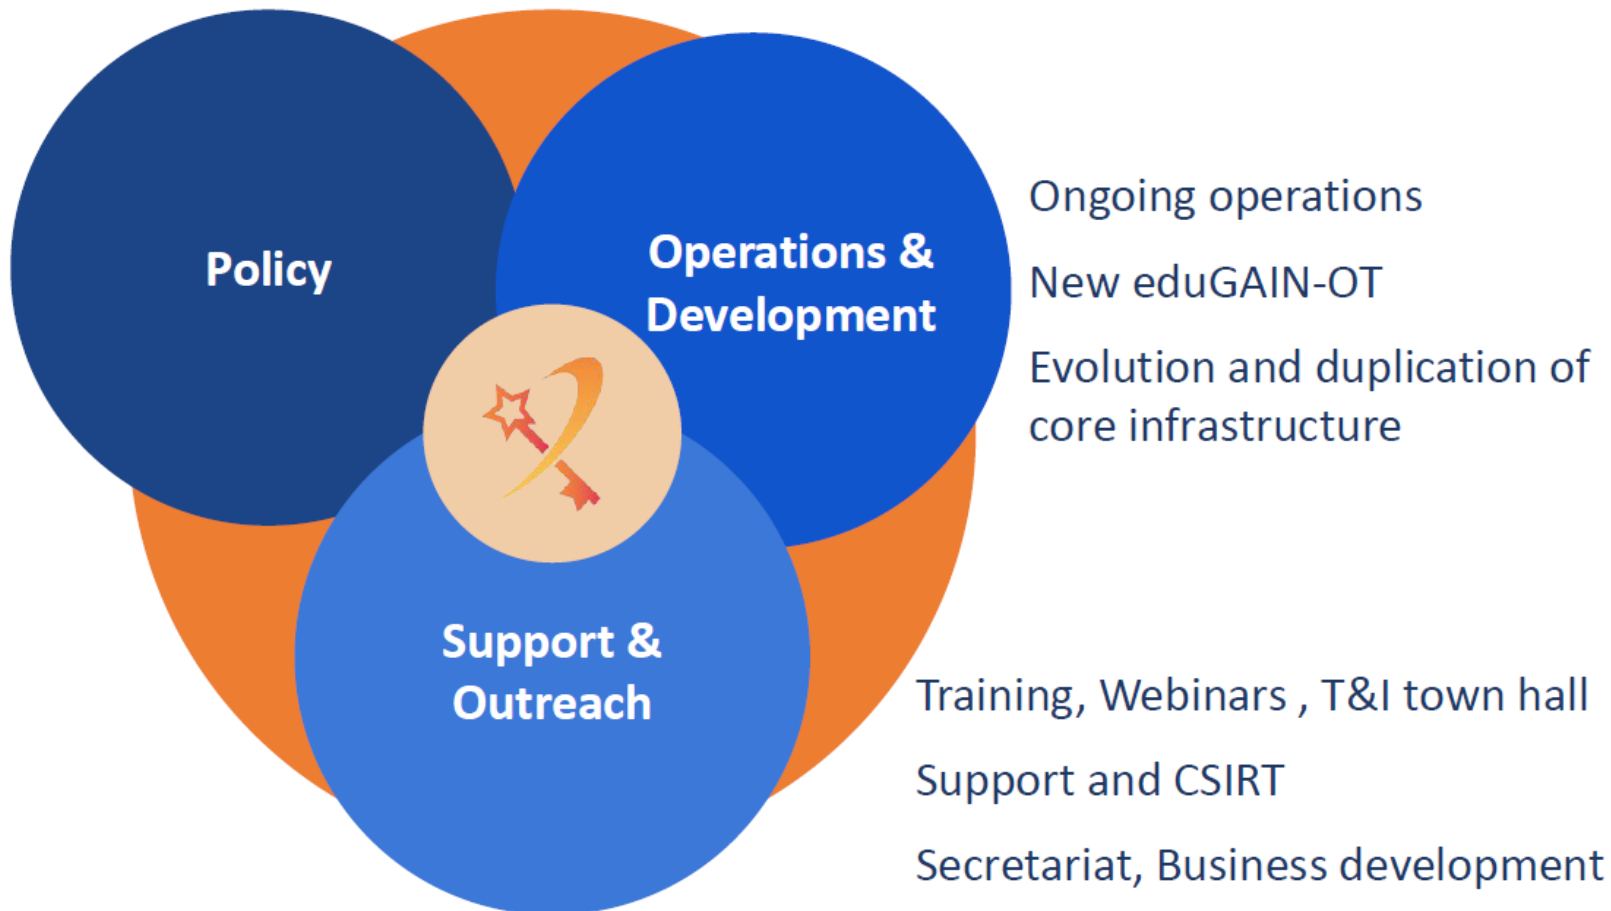 Policy
Operations &
Development
Ongoing operations
New eduGAIN-OT
Evolution and duplication of
core infrastructure
Support &
Outreach
Training, Webinars , T&I town hall
Support and CSIRT
Secretariat, Business development